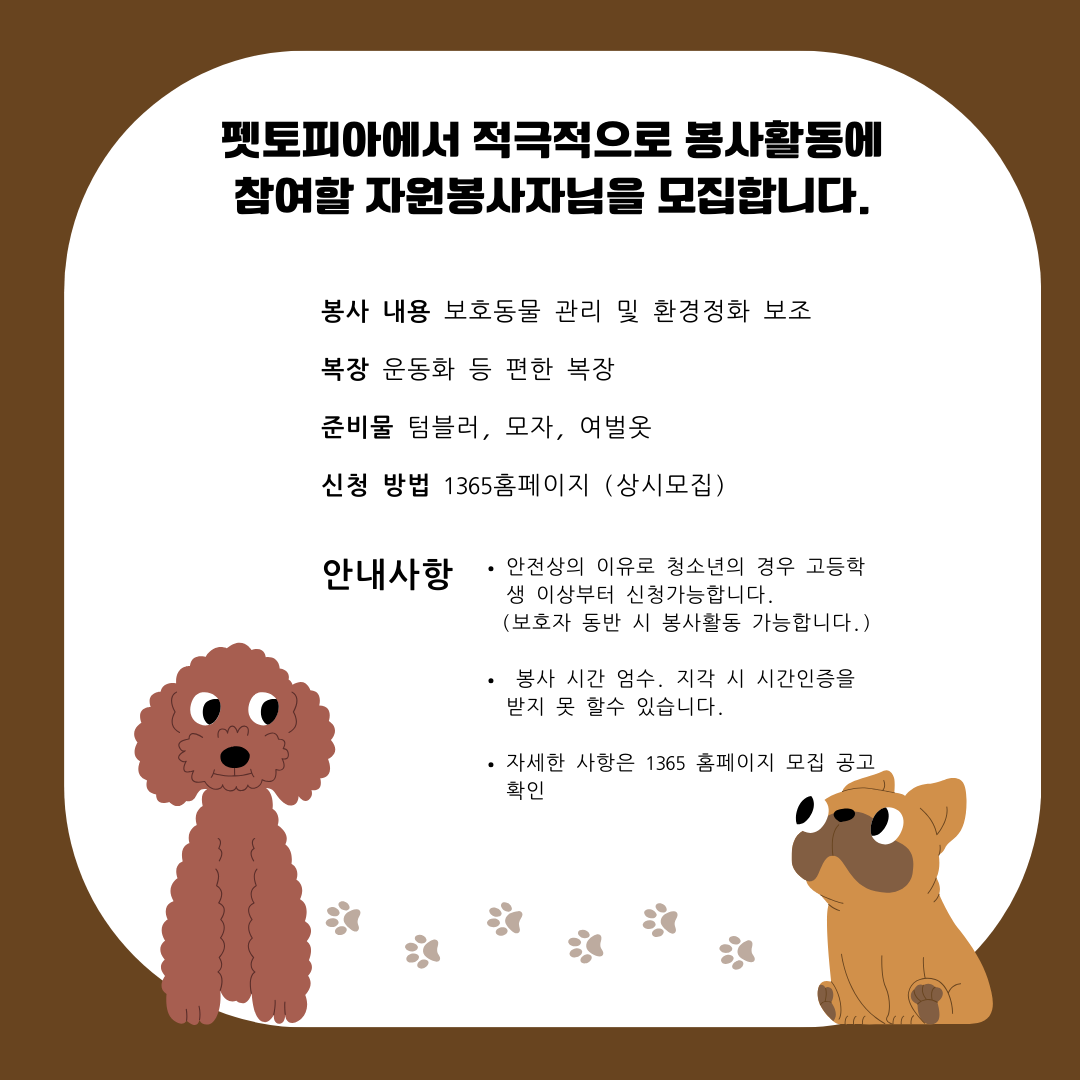 펫토피아에서 적극적으로 봉사활동에
참여할 자원봉사자님을 모집합니다.
봉사 내용 보호동물 관리 및 환경정화 보조
복장 운동화 등 편한 복장
준비물 텀블러, 모자, 여벌옷
신청 방법 1365홈페이지 (상시모집)
안내사항
• 안전상의 이유로 청소년의 경우 고등학
생 이상부터 신청가능합니다.
(보호자 동반 시 봉사활동 가능합니다.)
• 봉사 시간 엄수. 지각 시 시간인증을
받지 못 할수 있습니다.
• 자세한 사항은 1365 홈페이지 모집 공고
확인